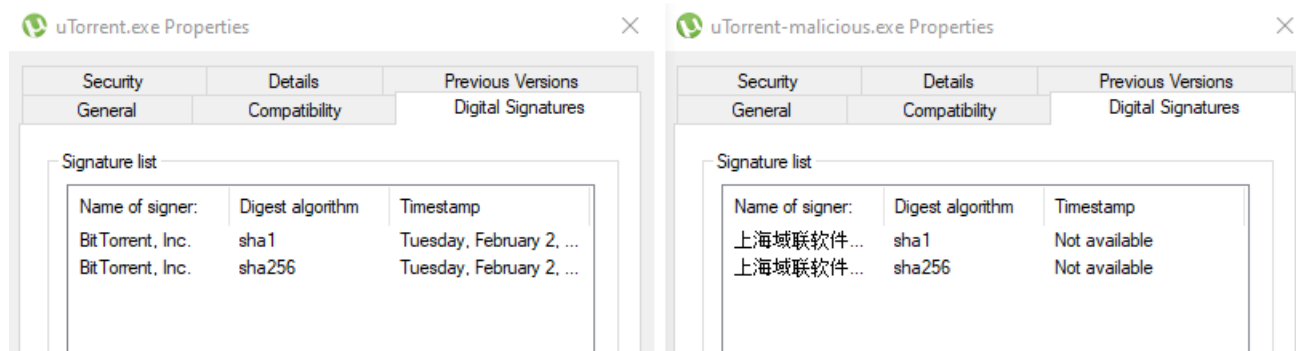 uTorrent.exe Properties
Security Details Previous Versions
General Compatibility Digital Signatures
Signature list
Name of signer: Digest algorithm Timestamp
BitTorrent, Inc. sha1 Tuesday, February 2, ...
BitTorrent, Inc. sha256 Tuesday, February 2, ...
uTorrent-malicious.exe Properties
Security Details Previous Versions
General Compatibility Digital Signatures
Signature list
Name of signer: Digest algorithm Timestamp
上海域联软件... sha1 Not available
上海域联软件... sha256 Not available